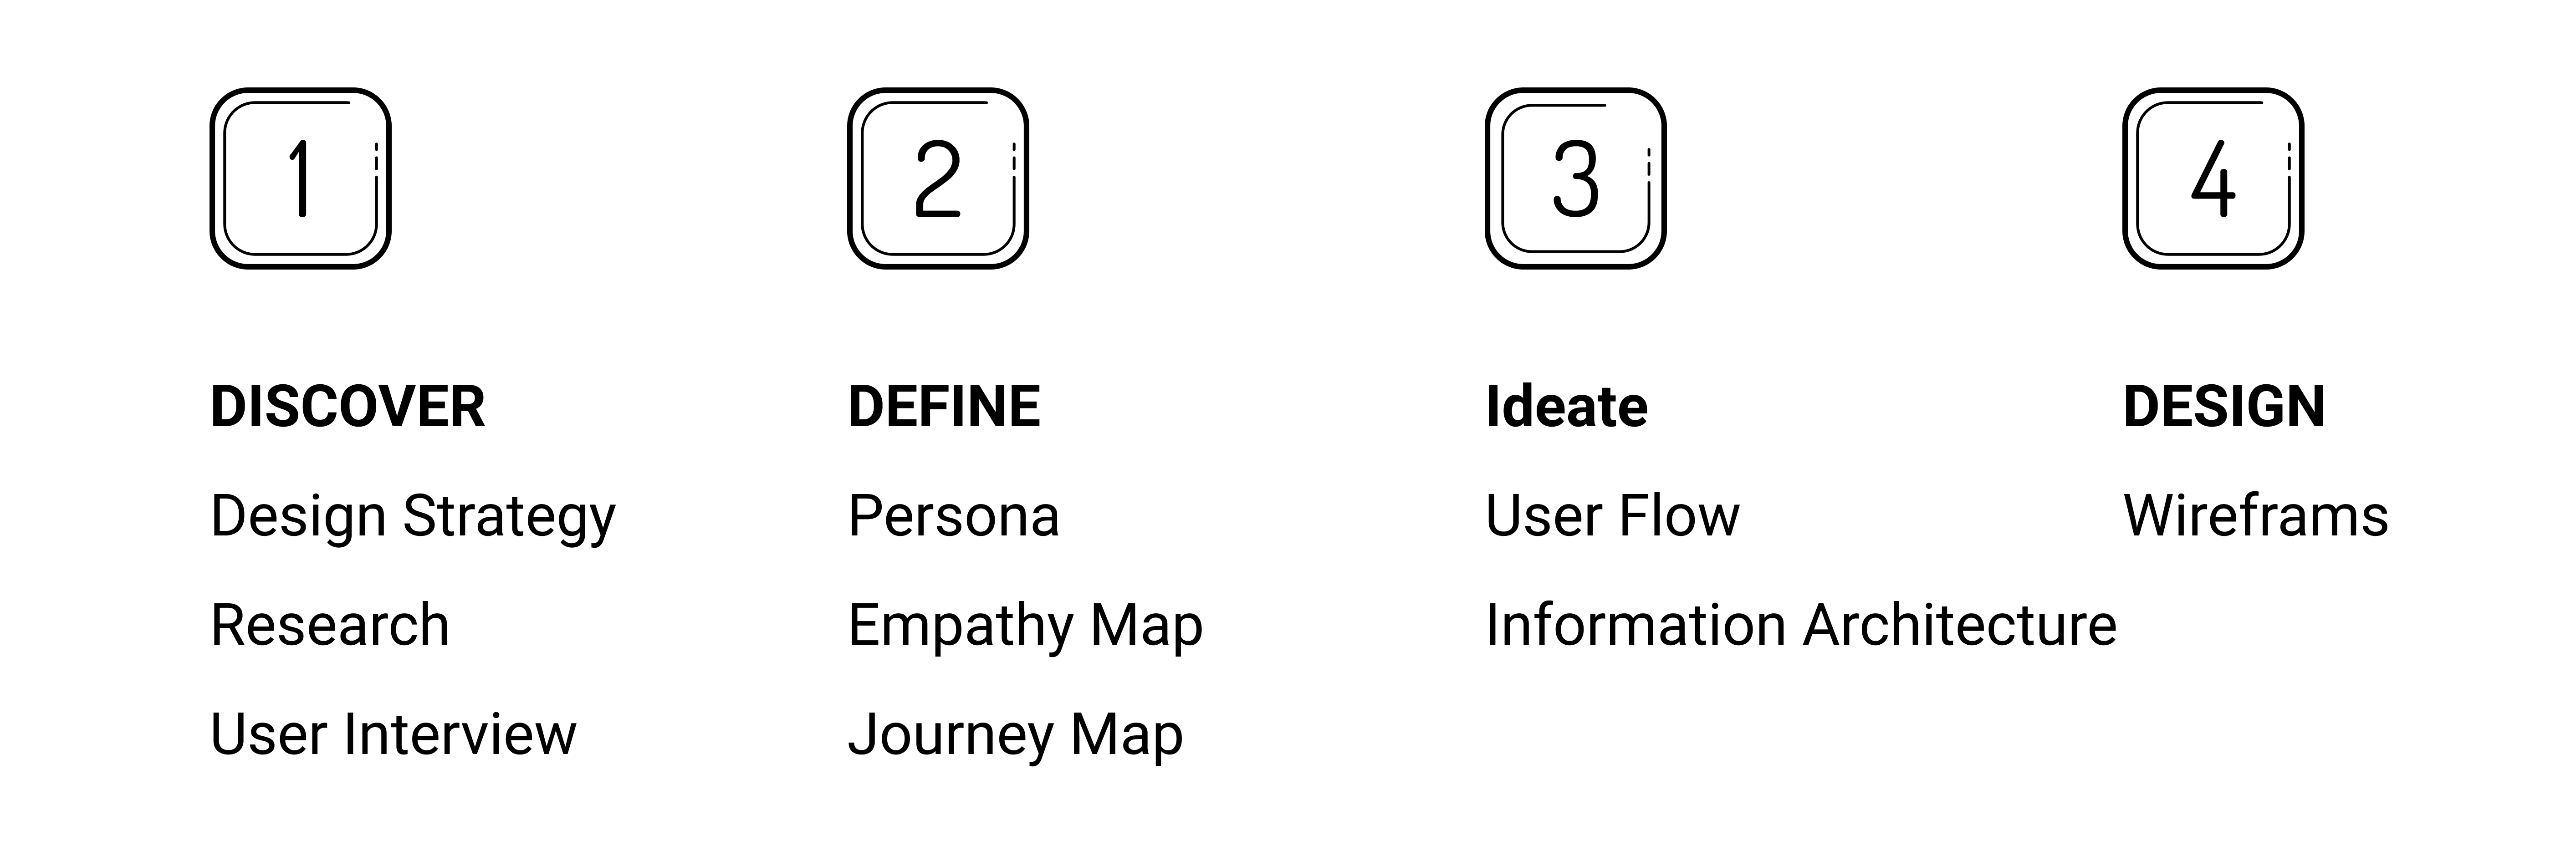 1
DISCOVER
Design Strategy
Research
User Interview
2
DEFINE
Persona
Empathy Map
Journey Map
3
Ideate
User Flow
Information Architecture
4
DESIGN
Wireframs